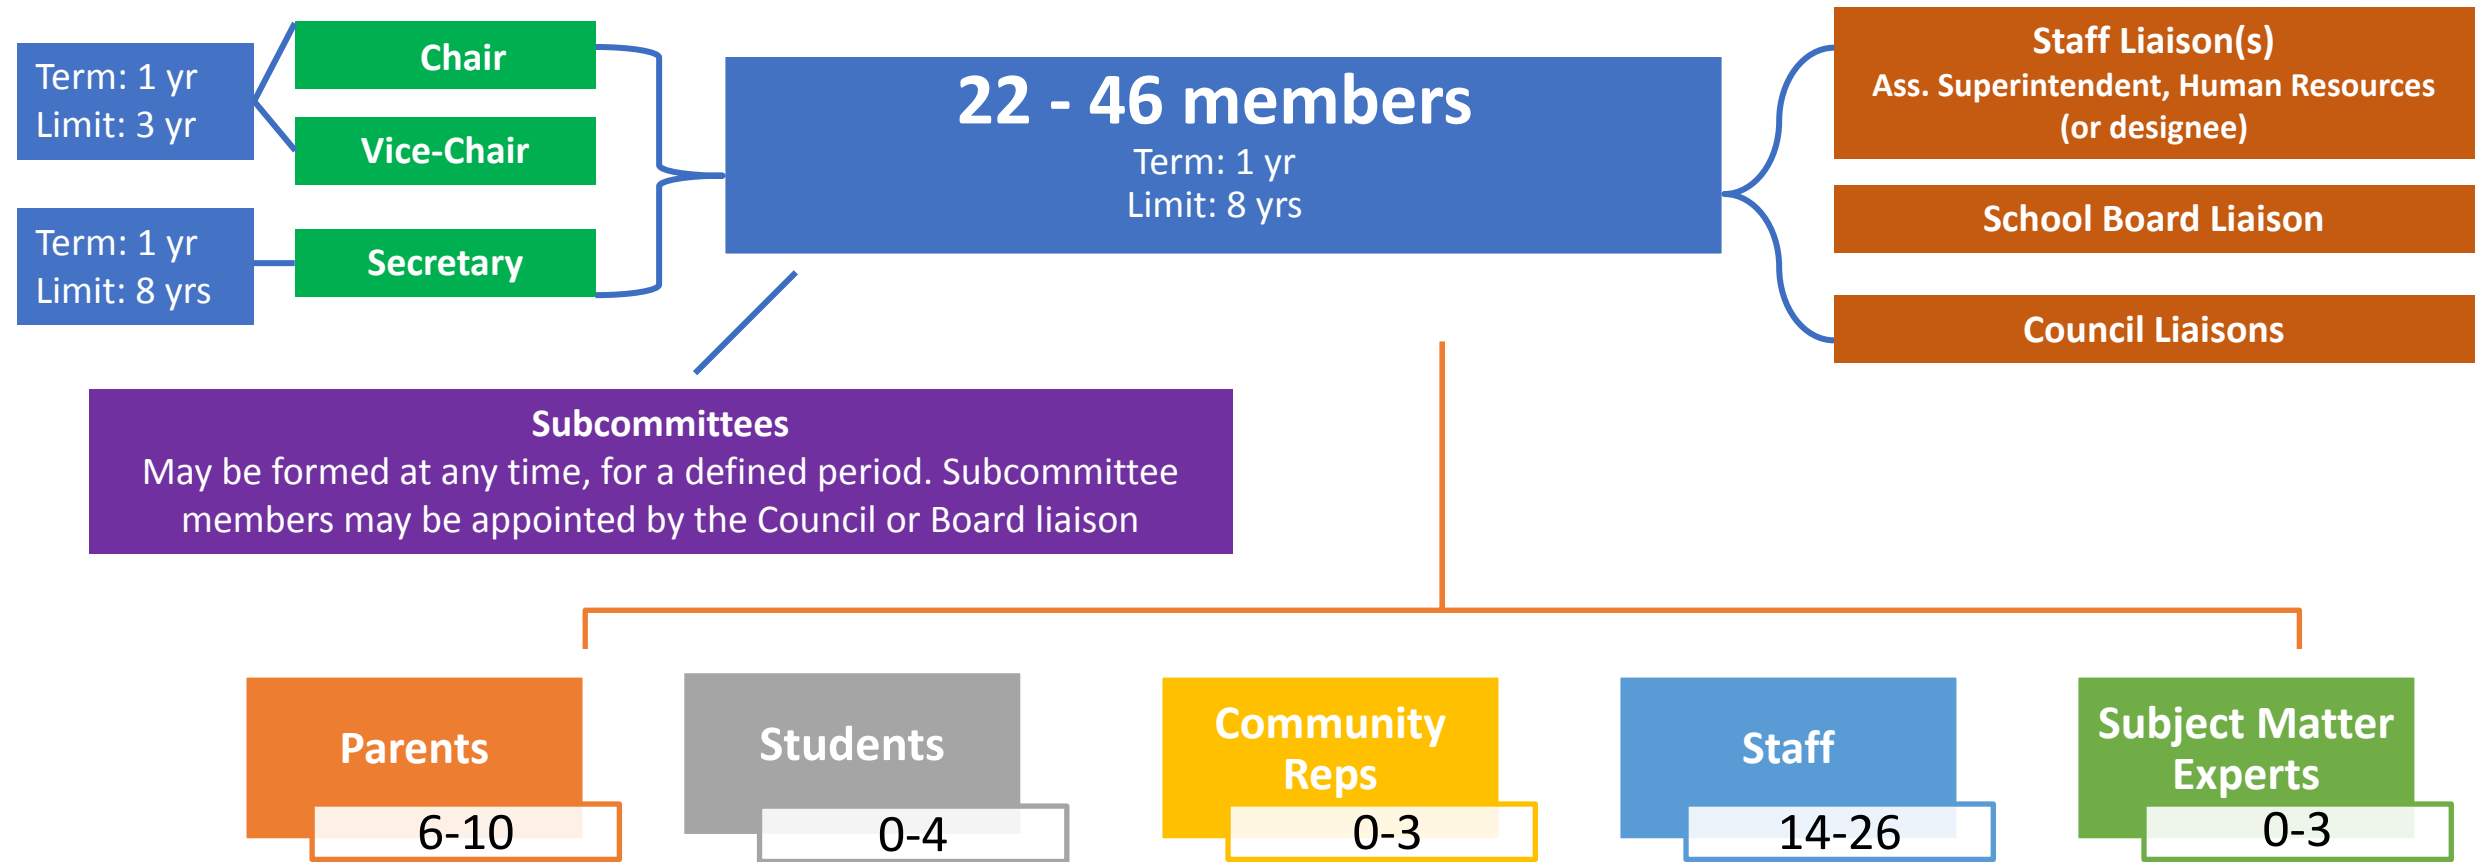 Term: 1 yr
Limit: 3 yr
Chair
Vice-Chair
Term: 1 yr
Limit: 8 yrs
Secretary
22 - 46 members
Term: 1 yr
Limit: 8 yrs
Staff Liaison(s)
Ass. Superintendent, Human Resources
(or designee)
School Board Liaison
Council Liaisons
Subcommittees
May be formed at any time, for a defined period. Subcommittee
members may be appointed by the Council or Board liaison
Parents
6-10
Students
0-4
Community
Reps
0-3
Staff
14-26
Subject Matter
Experts
0-3